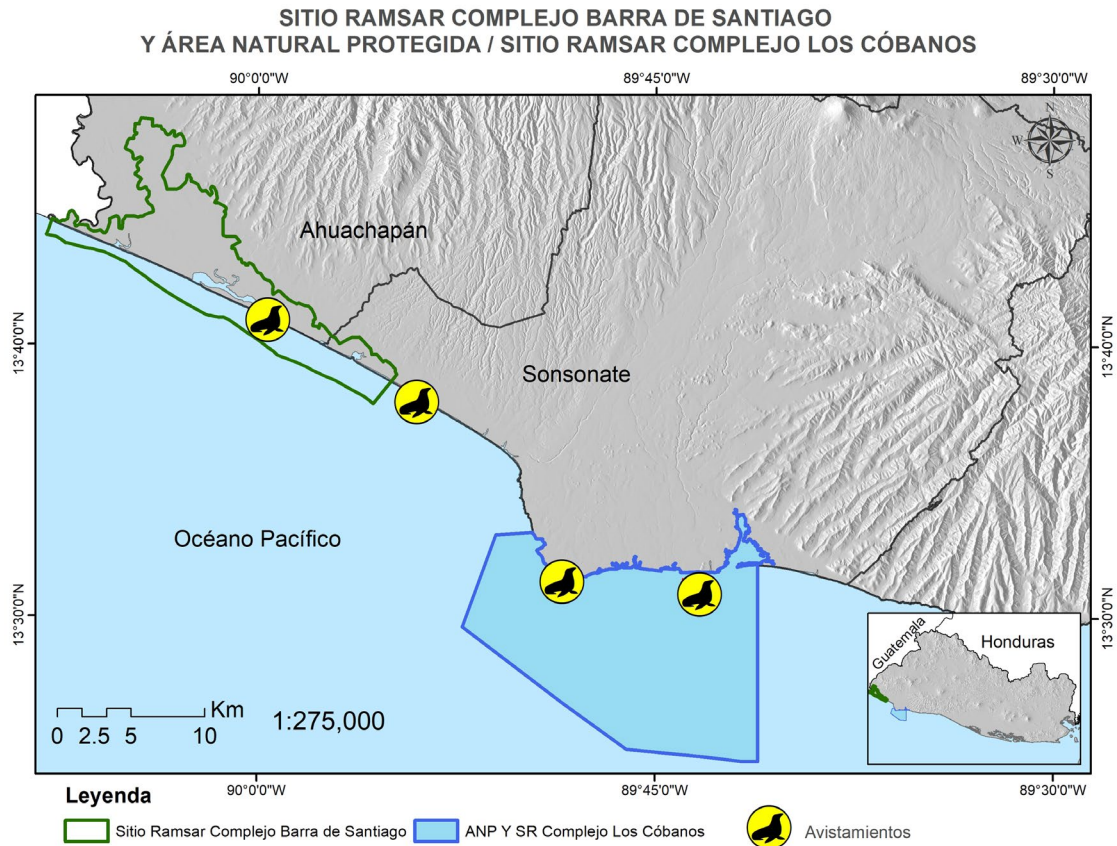 SITIO RAMSAR COMPLEJO BARRA DE SANTIAGO
Y ÁREA NATURAL PROTEGIDA / SITIO RAMSAR COMPLEJO LOS CÓBANOS
90°0'0"W 89°45'0"W 89°30'0"W
N
W E
S
Ahuachapán
13°40'0"N 13°40'0"N
Sonsonate
Océano Pacífico
13°30'0"N 13°30'0"N
Guatemala
Honduras
Km
0 2.5 5 10
1:275,000
90°0'0"W 89°45'0"W 89°30'0"W
Leyenda
Sitio Ramsar Complejo Barra de Santiago ANP Y SR Complejo Los Cóbanos Avistamientos